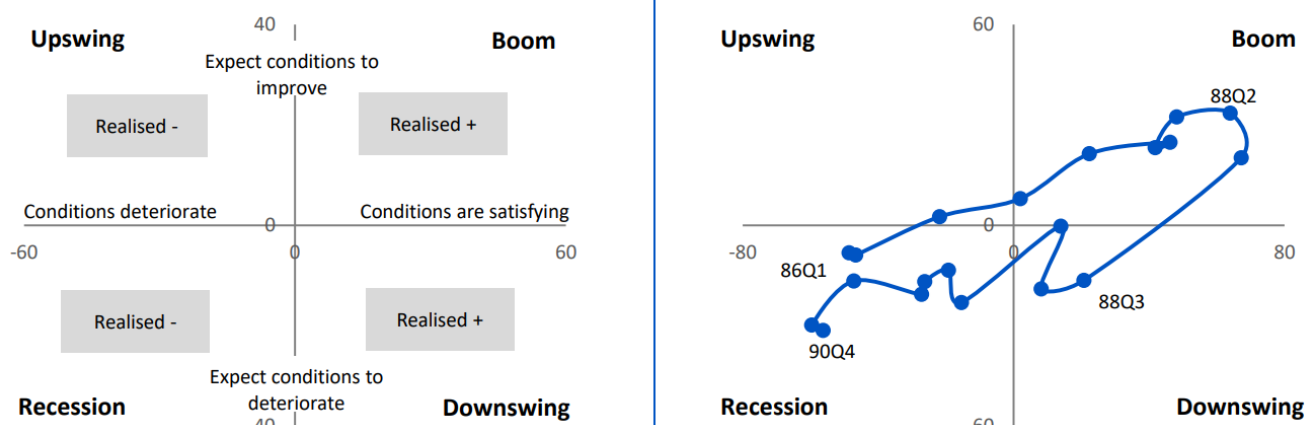 40
Upswing
Boom
Expect conditions to
improve
Realised -
Realised +
Conditions deteriorate
Conditions are satisfying
0
-60
0
60
Realised -
Realised +
Expect conditions to
deteriorate
Recession
Downswing
60
Upswing
Boom
88Q2
0
-80
0
80
86Q1
88Q3
90Q4
Recession
Downswing